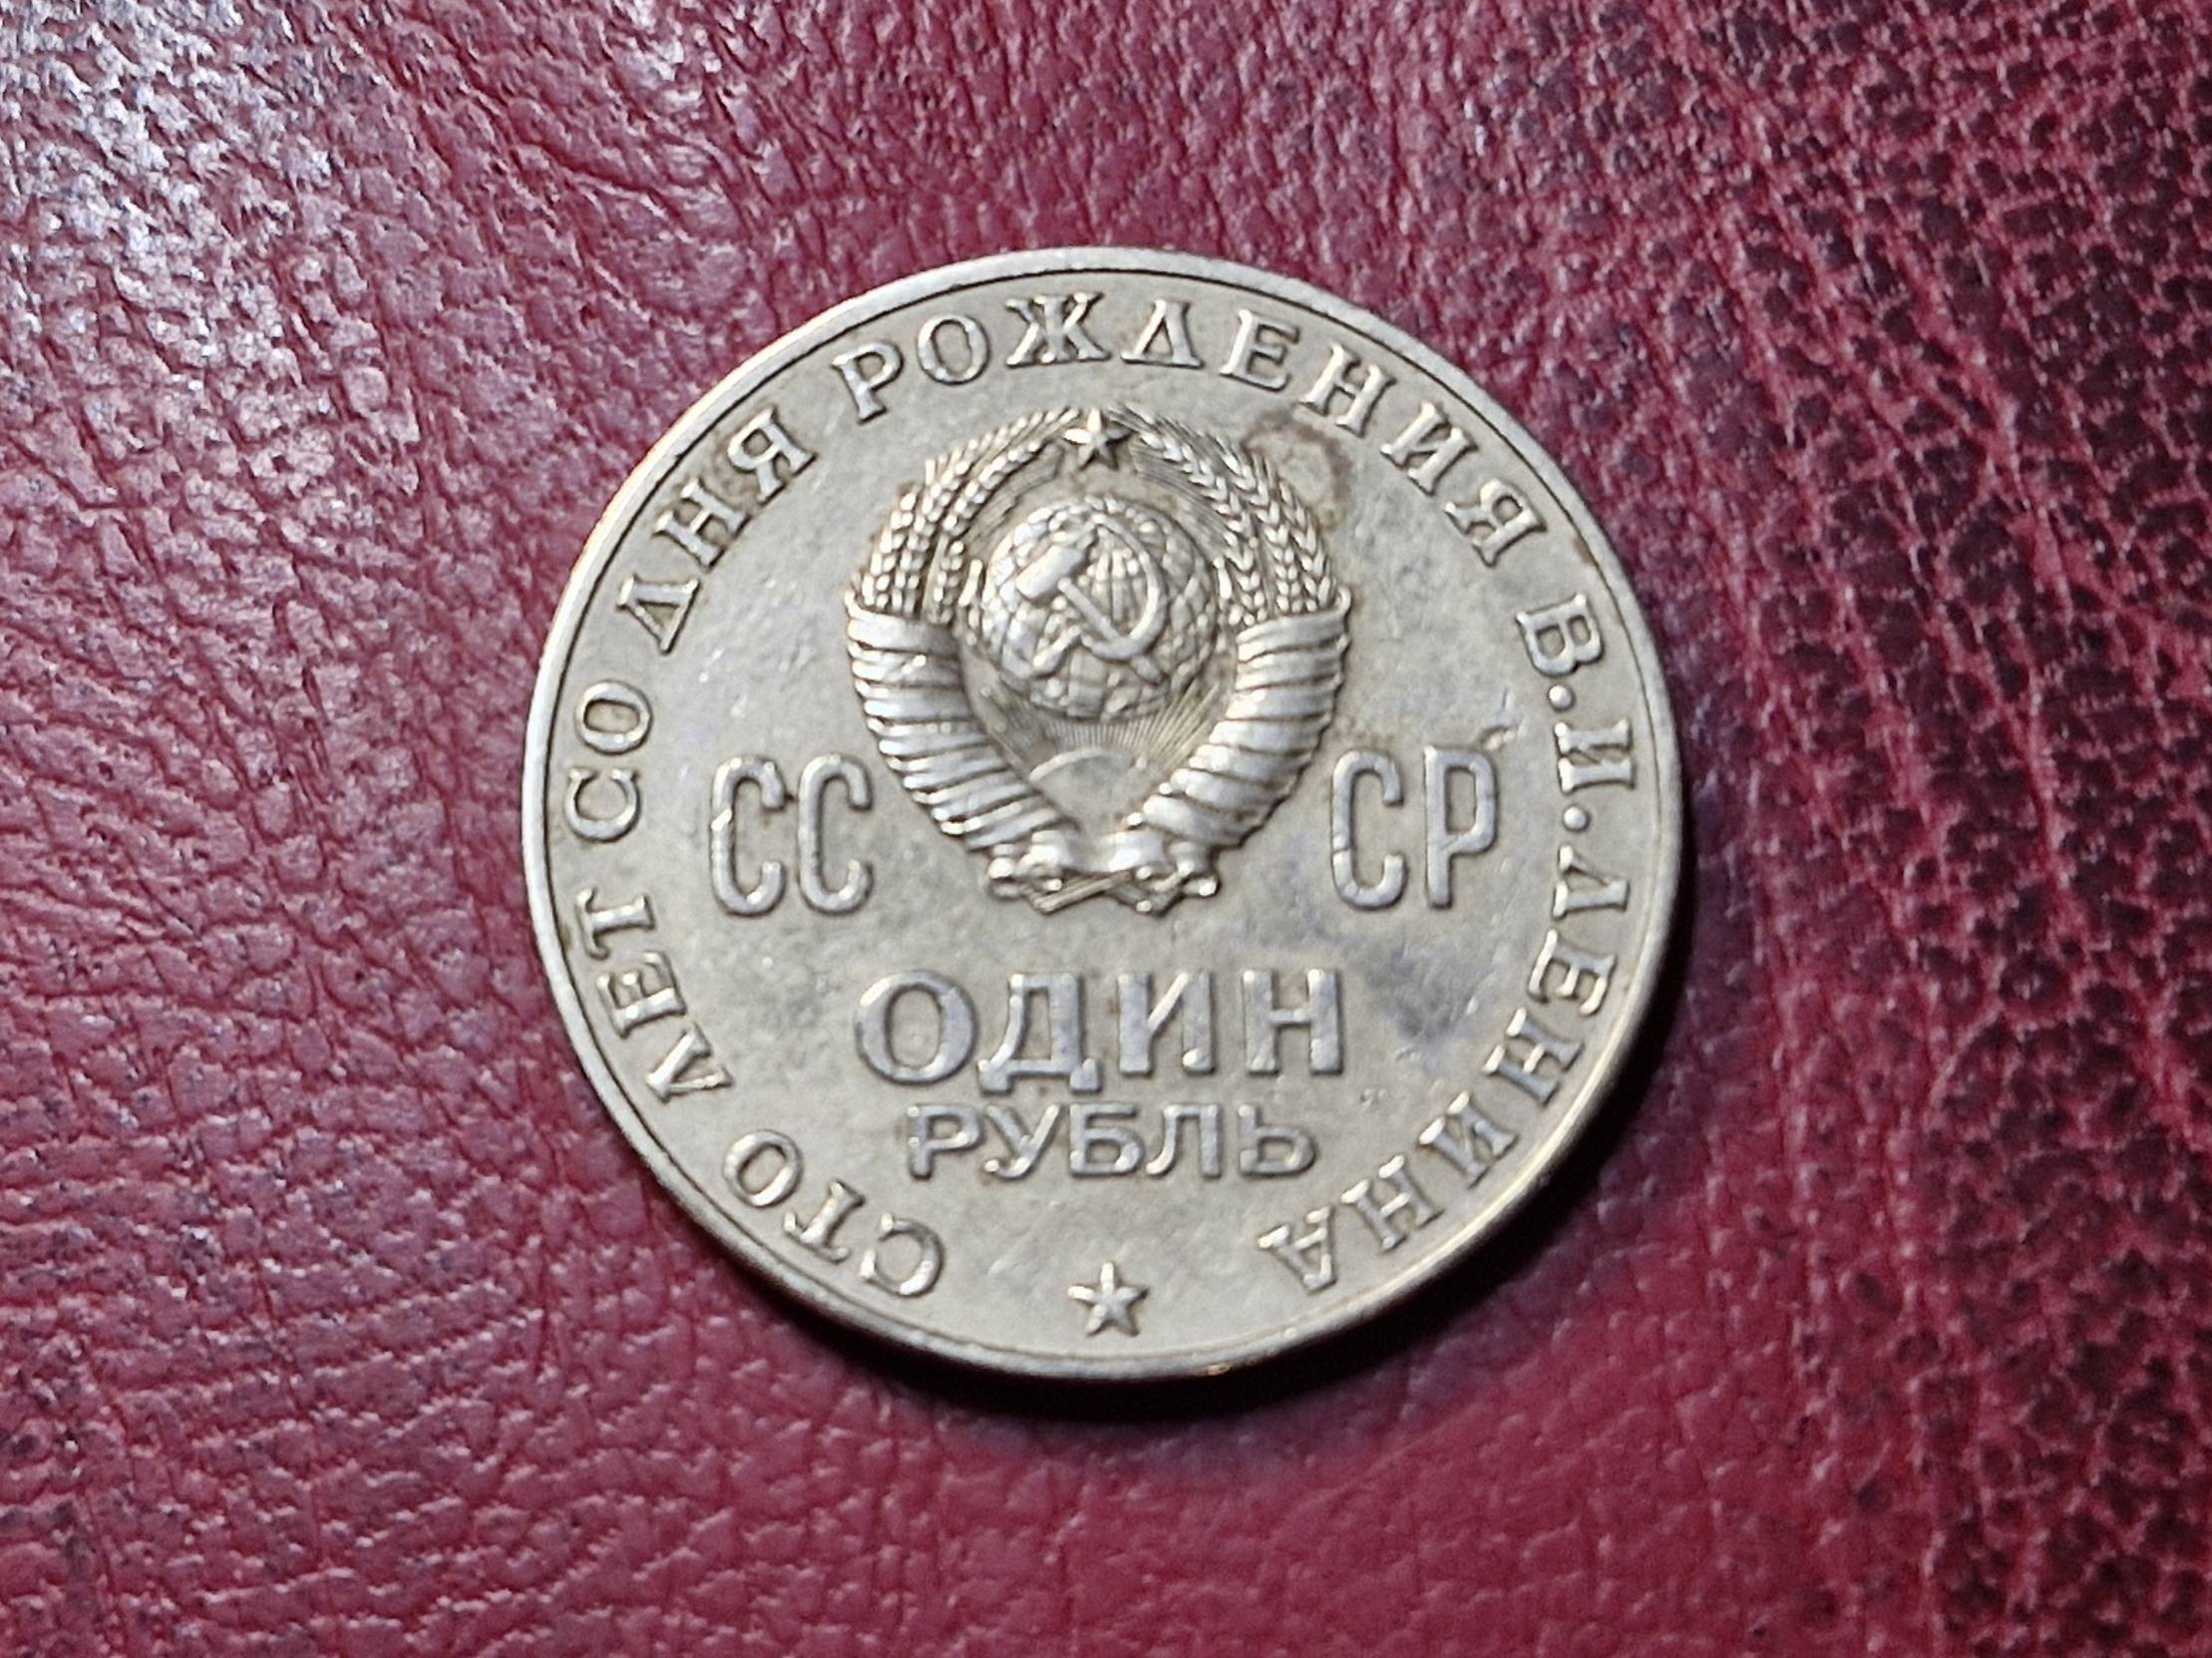 СТО ЛЕТ СО ДНЯ РОЖДЕНИЯ В.И.ЛЕНИНА
СС СР
ОДИН
РУБЛЬ